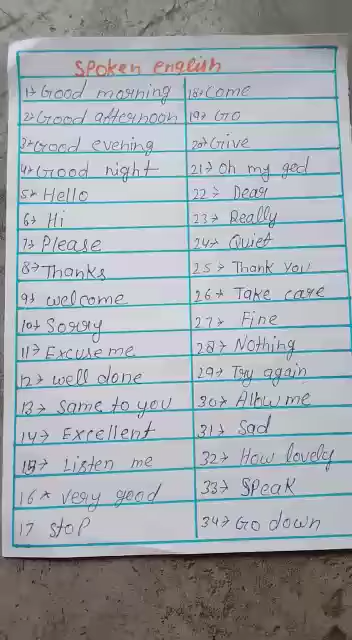 Spoken english
1→ Good morning
2→ Good afternoon
3→ Good evening
4→ Good night
5→ Hello
6→ Hi
7→ Please
8→ Thanks
9→ welcome
10→ Sorry
11→ Excuse me
12→ well done
13→ Same to you
14→ Excellent
15→ Listen me
16→ very good
17 stop
18→ Come
19→ Go
20→ Give
21→ Oh my god
22→ Dear
23→ Really
24→ Quiet
25→ Thank you
26→ Take care
27→ Fine
28→ Nothing
29→ Try again
30→ Allow me
31→ Sad
32→ How lovely
33→ Speak
34→ Go down